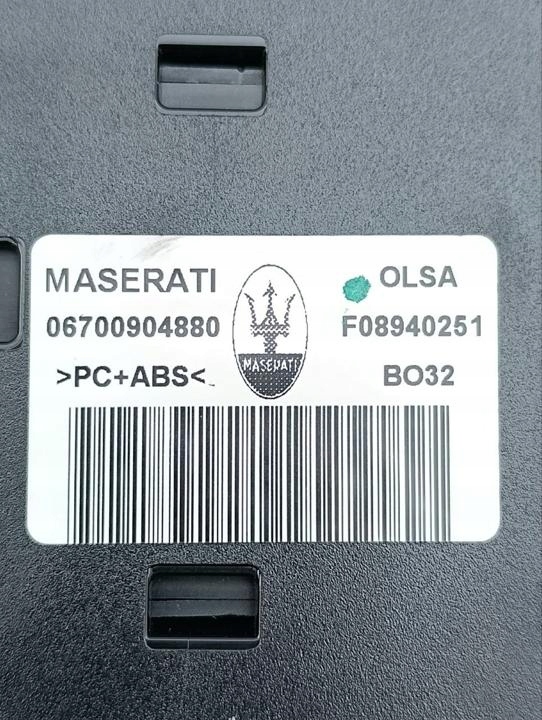 MASERATI
OLSA
06700904880
F08940251
MASERATI
>PC+ABS<
BO32